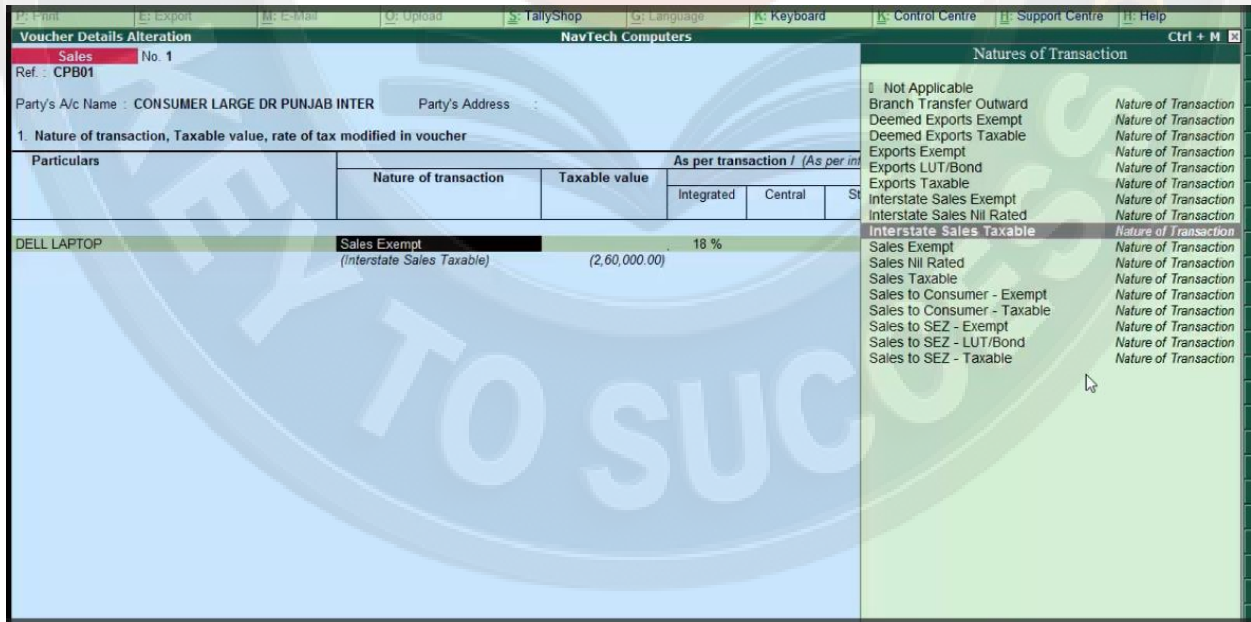 P: Print E: Export M: E-Mail O: Upload S: TallyShop G: Language K: Keyboard K: Control Centre H: Support Centre H: Help
Voucher Details Alteration NavTech Computers Ctrl + M
Sales No. 1
Ref. : CPB01
Party's A/c Name : CONSUMER LARGE DR PUNJAB INTER Party's Address :
1. Nature of transaction, Taxable value, rate of tax modified in voucher
Particulars As per transaction / (As per in
Nature of transaction Taxable value
Integrated Central St
DELL LAPTOP Sales Exempt 18 %
(Interstate Sales Taxable) (2,60,000.00)
Natures of Transaction
Not Applicable
Branch Transfer Outward Nature of Transaction
Deemed Exports Exempt Nature of Transaction
Deemed Exports Taxable Nature of Transaction
Exports Exempt Nature of Transaction
Exports LUT/Bond Nature of Transaction
Exports Taxable Nature of Transaction
Interstate Sales Exempt Nature of Transaction
Interstate Sales Nil Rated Nature of Transaction
Interstate Sales Taxable Nature of Transaction
Sales Exempt Nature of Transaction
Sales Nil Rated Nature of Transaction
Sales Taxable Nature of Transaction
Sales to Consumer - Exempt Nature of Transaction
Sales to Consumer - Taxable Nature of Transaction
Sales to SEZ - Exempt Nature of Transaction
Sales to SEZ - LUT/Bond Nature of Transaction
Sales to SEZ - Taxable Nature of Transaction
KEY TO SUCCESS